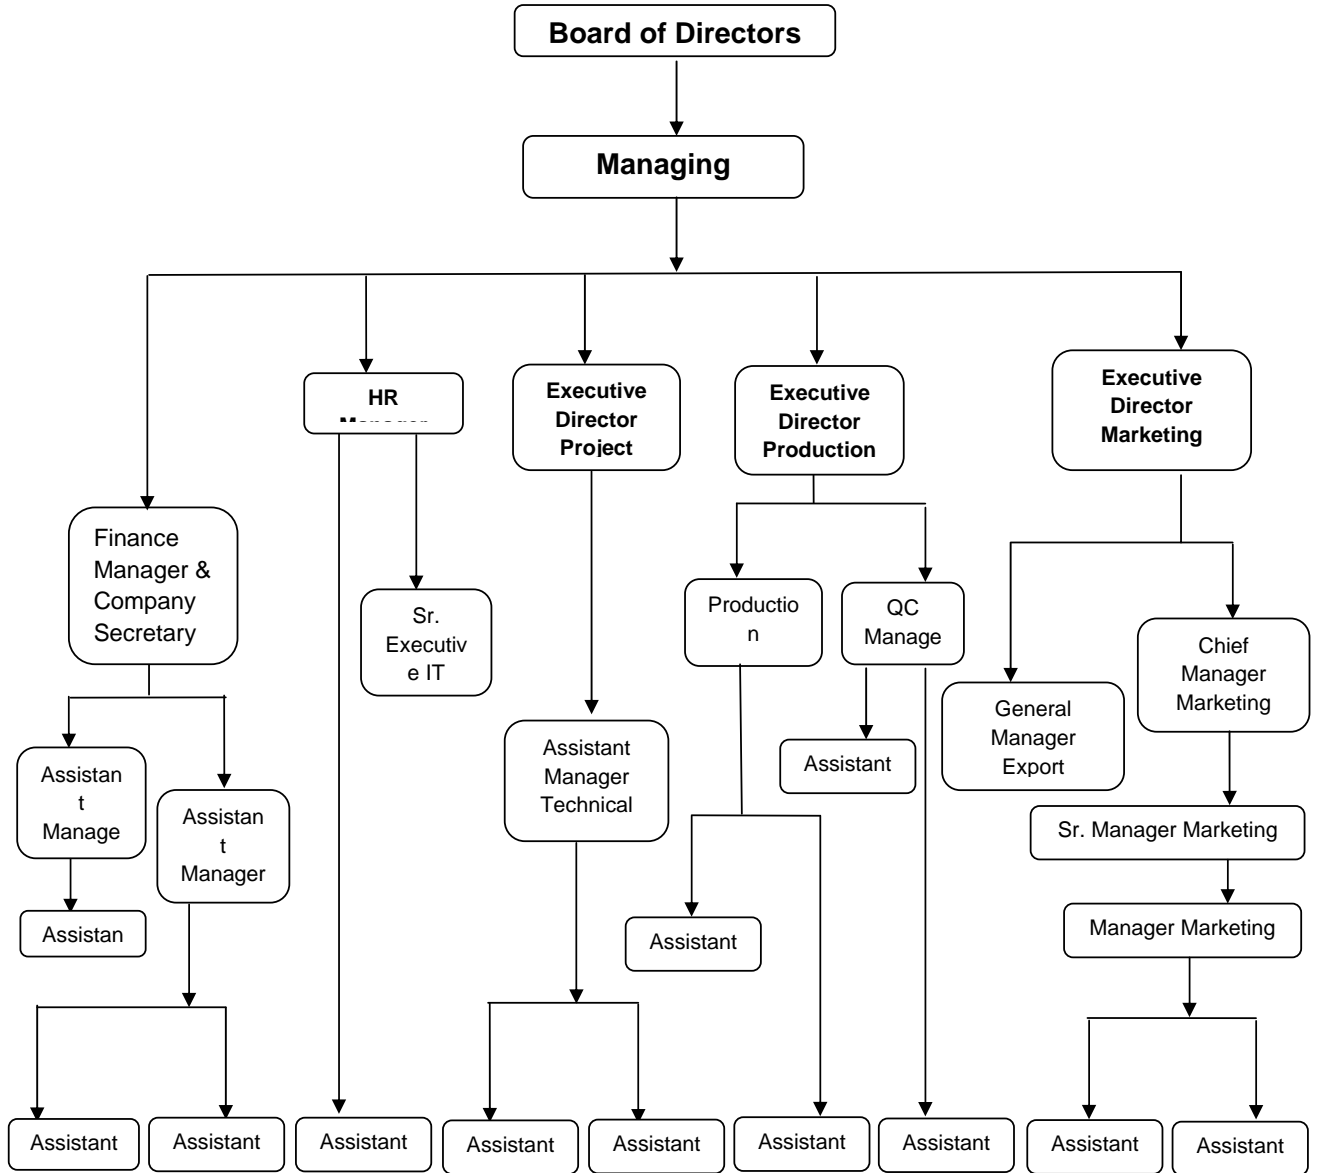 Board of Directors
Managing
HR
Manager
Executive
Director
Project
Executive
Director
Production
Executive
Director
Marketing
Finance
Manager &
Company
Secretary
Sr.
Executiv
e IT
Productio
n
QC
Manage
Chief
Manager
Marketing
General
Manager
Export
Assistan
t
Manage
Assistan
t
Manager
Assistant
Manager
Technical
Assistant
Sr. Manager Marketing
Assistan
Assistant
Manager Marketing
Assistant
Assistant
Assistant
Assistant
Assistant
Assistant
Assistant
Assistant
Assistant